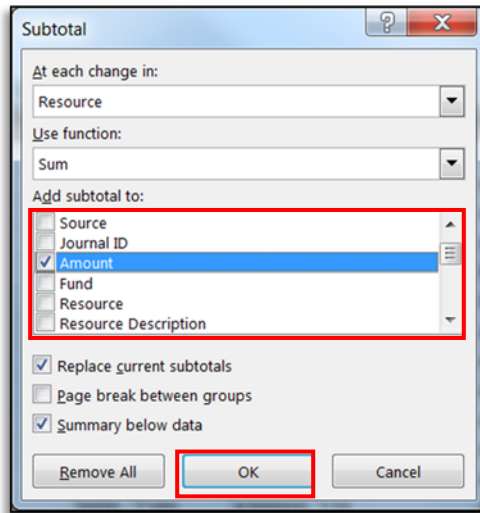 Subtotal
At each change in:
Resource
Use function:
Sum
Add subtotal to:
Source
Journal ID
Amount
Fund
Resource
Resource Description
Replace current subtotals
Page break between groups
Summary below data
Remove All OK Cancel